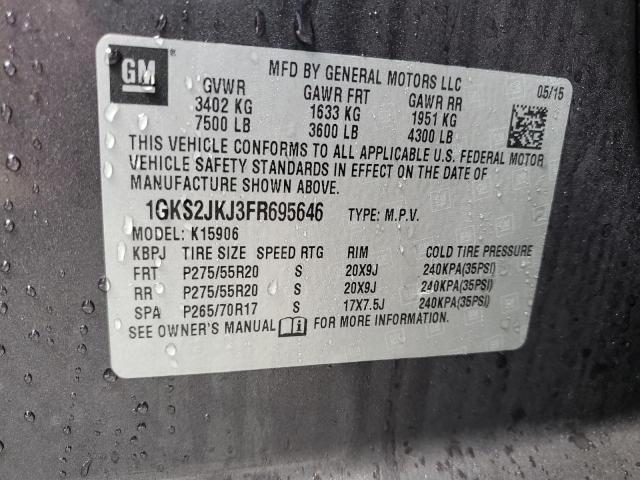 GM
MFD BY GENERAL MOTORS LLC
05/15
GVWR GAWR FRT GAWR RR
3402 KG 1633 KG 1951 KG
7500 LB 3600 LB 4300 LB
THIS VEHICLE CONFORMS TO ALL APPLICABLE U.S. FEDERAL MOTOR
VEHICLE SAFETY STANDARDS IN EFFECT ON THE DATE OF
MANUFACTURE SHOWN ABOVE.
1GKS2JKJ3FR695646 TYPE: M.P.V.
MODEL: K15906
KBPJ TIRE SIZE SPEED RTG RIM COLD TIRE PRESSURE
FRT P275/55R20 S 20X9J 240KPA(35PSI)
RR P275/55R20 S 20X9J 240KPA(35PSI)
SPA P265/70R17 S 17X7.5J 240KPA(35PSI)
SEE OWNER'S MANUAL FOR MORE INFORMATION.